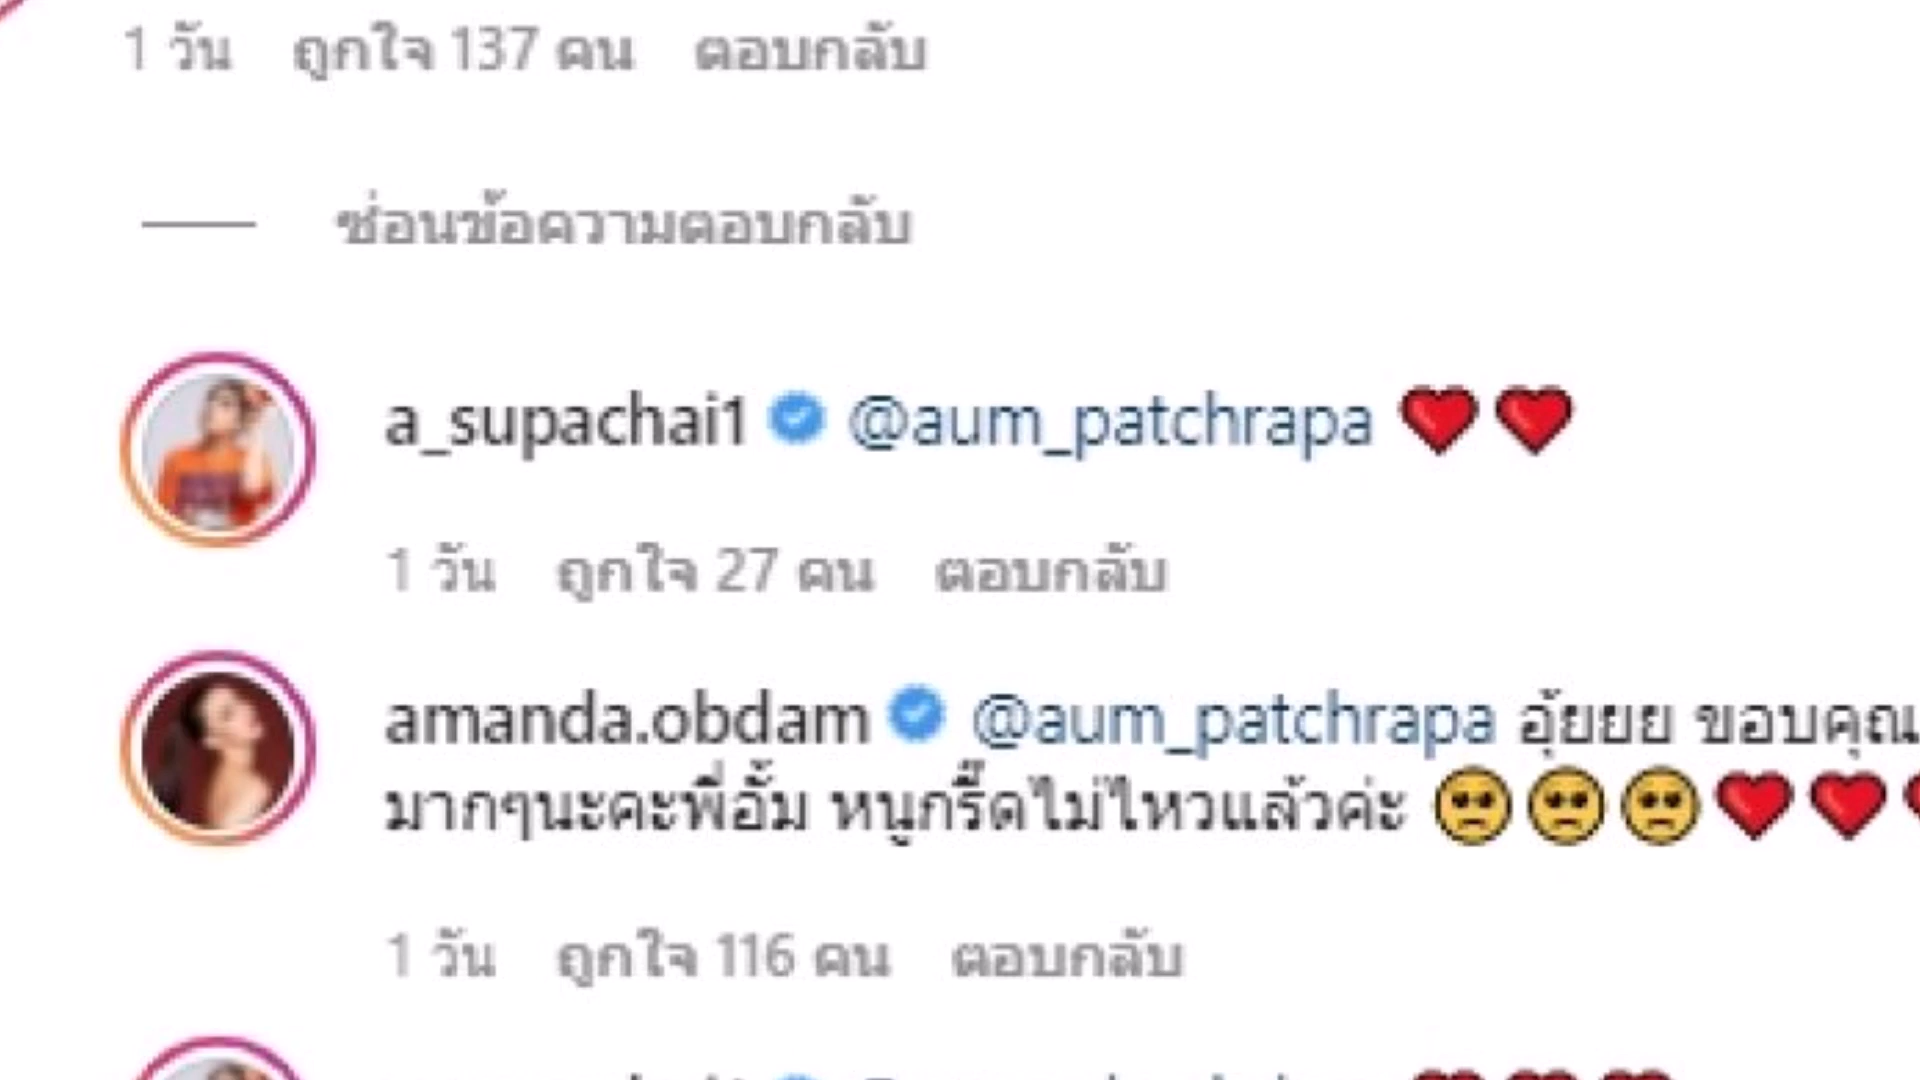 1 วัน ถูกใจ 137 คน ตอบกลับ
ซ่อนข้อความตอบกลับ
a_supachai1 @aum_patchrapa ❤️❤️
1 วัน ถูกใจ 27 คน ตอบกลับ
amanda.obdam @aum_patchrapa อุ้ยยย ขอบคุณ
มากๆนะคะพี่อั้ม หนูกรี๊ดไม่ไหวแล้วค่ะ 🥺🥺🥺❤️❤️
1 วัน ถูกใจ 116 คน ตอบกลับ